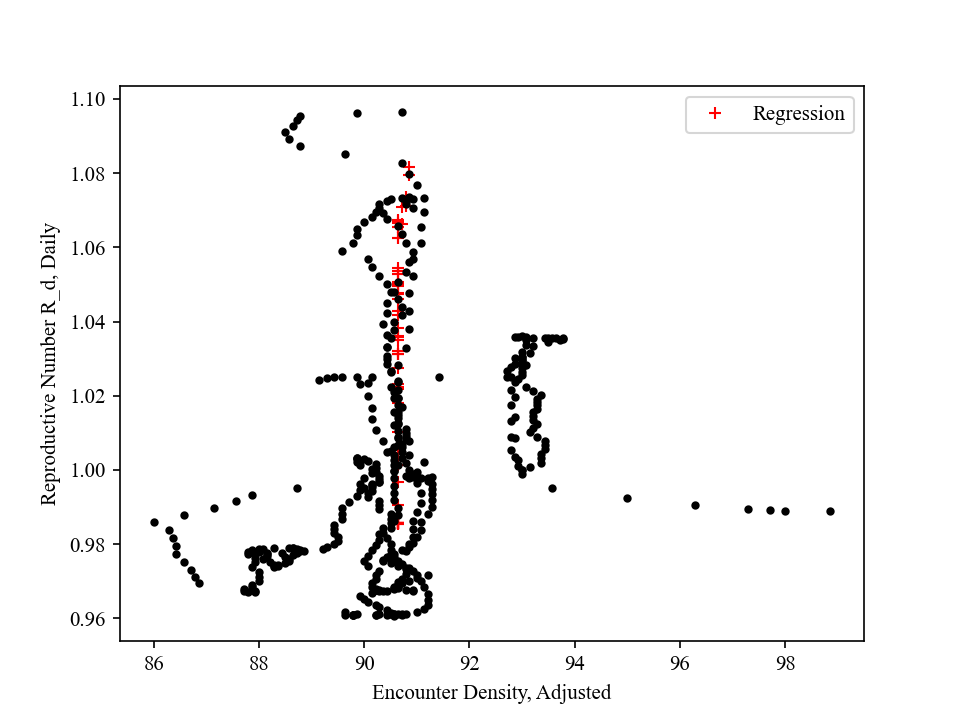 Regression
1.10
1.08
1.06
1.04
1.02
1.00
0.98
0.96
Reproductive Number R_d, Daily
86 88 90 92 94 96 98
Encounter Density, Adjusted